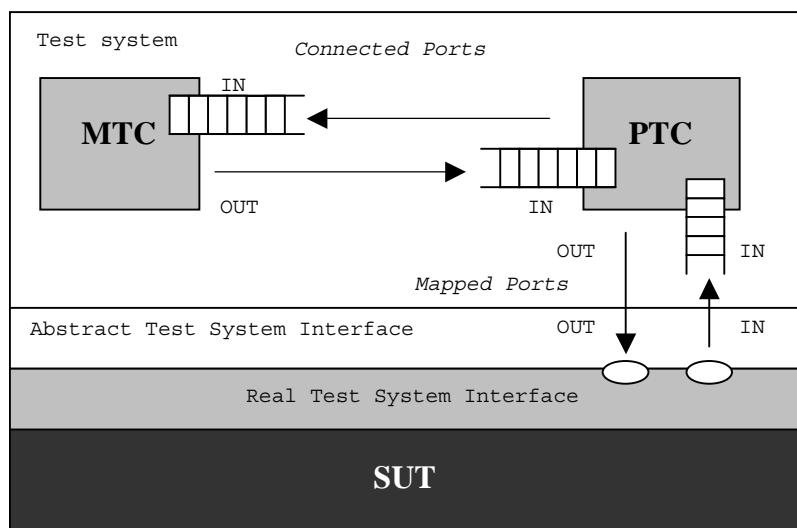 Test system
Connected Ports
IN
MTC
PTC
OUT
IN
OUT
IN
Mapped Ports
Abstract Test System Interface
OUT
IN
Real Test System Interface
SUT